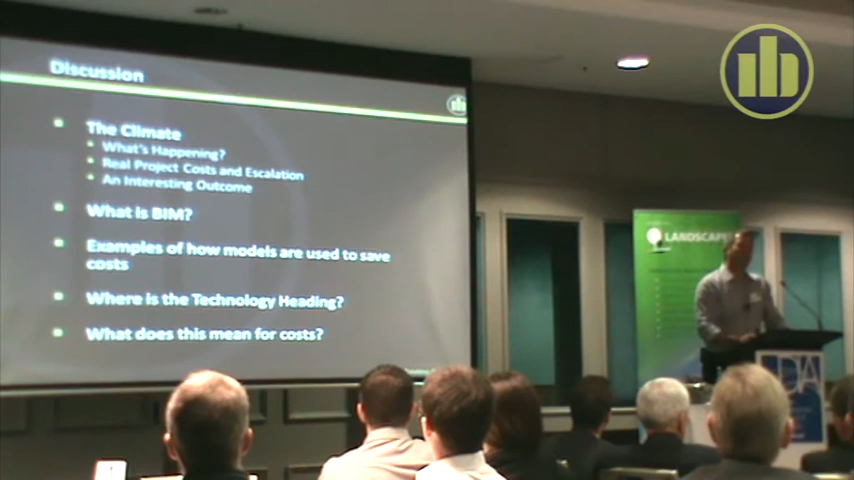 Discussion
The Climate
What's Happening?
Real Project Costs and Escalation
An Interesting Outcome
What is BIM?
Examples of how models are used to save
costs
Where is the Technology Heading?
What does this mean for costs?